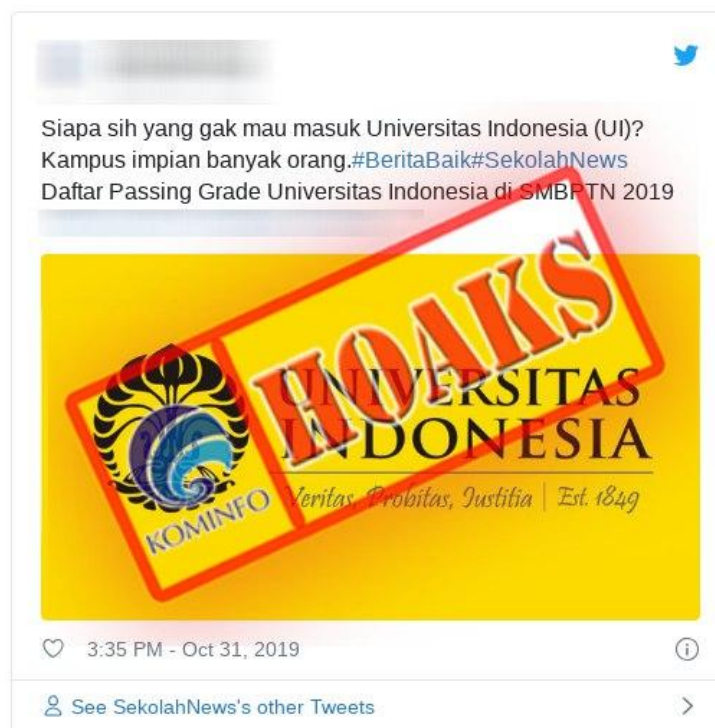 Siapa sih yang gak mau masuk Universitas Indonesia (UI)?
Kampus impian banyak orang.#BeritaBaik#SekolahNews
Daftar Passing Grade Universitas Indonesia di SMBPTN 2019
HOAKS
KOMINFO
UNIVERSITAS
INDONESIA
Veritas, Probitas, Justitia | Est. 1849
3:35 PM - Oct 31, 2019
See SekolahNews's other Tweets